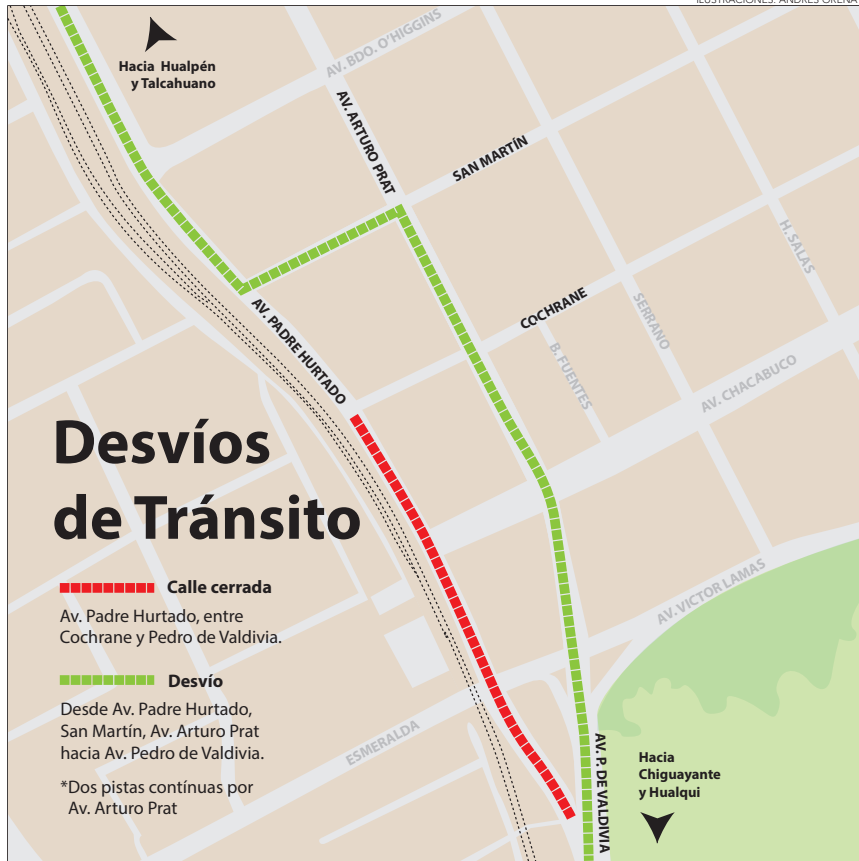 ILUSTRACIONES: ANDRÉS OREÑA
Hacia Hualpén
y Talcahuano
AV. BDO. O'HIGGINS
AV. ARTURO PRAT
SAN MARTÍN
H. SALAS
SERRANO
COCHRANE
B. FUENTES
AV. PADRE HURTADO
AV. CHACABUCO
Desvíos
de Tránsito
Calle cerrada
Av. Padre Hurtado, entre
Cochrane y Pedro de Valdivia.
Desvío
Desde Av. Padre Hurtado,
San Martín, Av. Arturo Prat
hacia Av. Pedro de Valdivia.
*Dos pistas contínuas por
Av. Arturo Prat
AV. VICTOR LAMAS
ESMERALDA
AV. P. DE VALDIVIA
Hacia
Chiguayante
y Hualqui